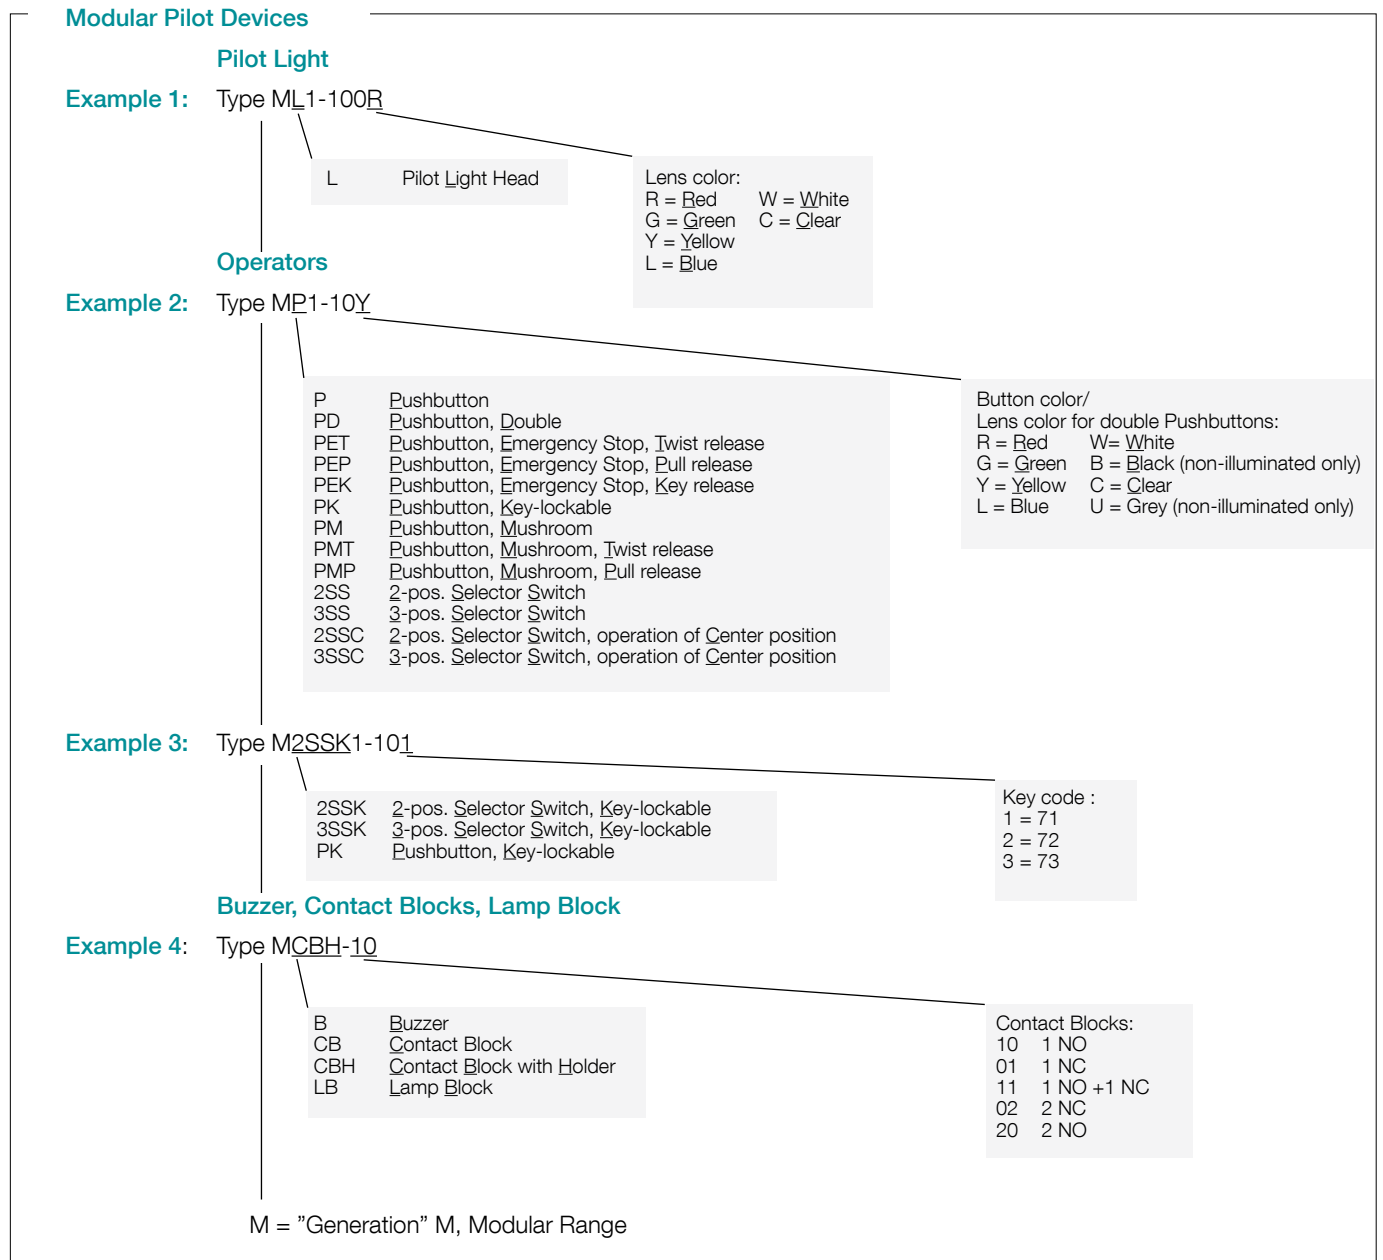 Modular Pilot Devices
Pilot Light
Example 1: Type ML1-100R
L Pilot Light Head
Lens color:
R = Red W = White
G = Green C = Clear
Y = Yellow
L = Blue
Operators
Example 2: Type MP1-10Y
P Pushbutton
PD Pushbutton, Double
PET Pushbutton, Emergency Stop, Twist release
PEP Pushbutton, Emergency Stop, Pull release
PEK Pushbutton, Emergency Stop, Key release
PK Pushbutton, Key-lockable
PM Pushbutton, Mushroom
PMT Pushbutton, Mushroom, Twist release
PMP Pushbutton, Mushroom, Pull release
2SS 2-pos. Selector Switch
3SS 3-pos. Selector Switch
2SSC 2-pos. Selector Switch, operation of Center position
3SSC 3-pos. Selector Switch, operation of Center position
Button color/
Lens color for double Pushbuttons:
R = Red W= White
G = Green B = Black (non-illuminated only)
Y = Yellow C = Clear
L = Blue U = Grey (non-illuminated only)
Example 3: Type M2SSK1-101
2SSK 2-pos. Selector Switch, Key-lockable
3SSK 3-pos. Selector Switch, Key-lockable
PK Pushbutton, Key-lockable
Key code :
1 = 71
2 = 72
3 = 73
Buzzer, Contact Blocks, Lamp Block
Example 4: Type MCBH-10
B Buzzer
CB Contact Block
CBH Contact Block with Holder
LB Lamp Block
Contact Blocks:
10 1 NO
01 1 NC
11 1 NO +1 NC
02 2 NC
20 2 NO
M = ”Generation” M, Modular Range